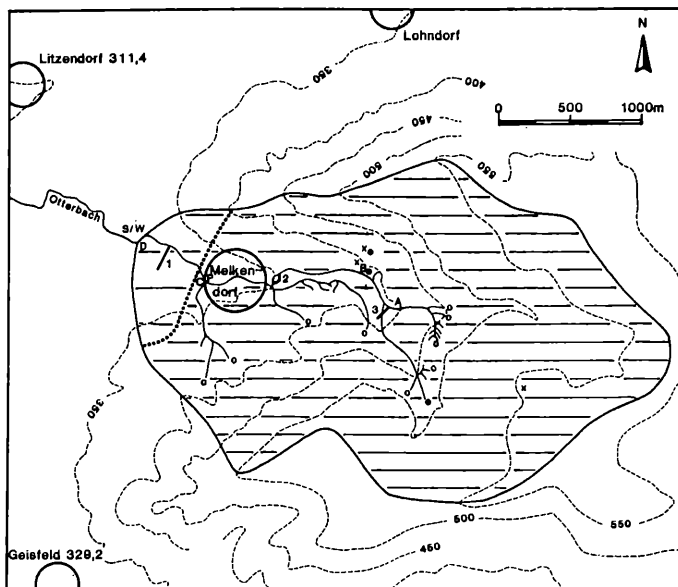 N
Lohndorf
Litzendorf 311,4
0 500 1000m
350
400
450
500
550
Otterbach
S/W
D
1
Melken-
dorf
2
3
A
350
500
550
450
Geisfeld 329,2